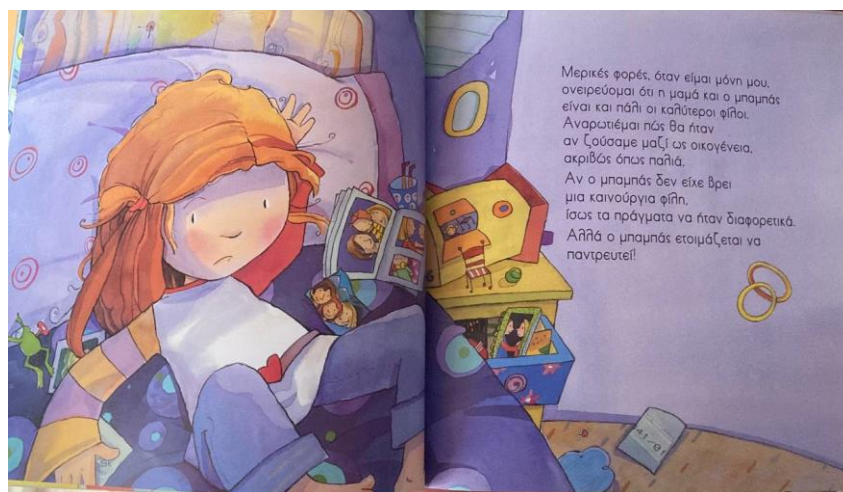 Μερικές φορές, όταν είμαι μόνη μου,
ονειρεύομαι ότι η μαμά και ο μπαμπάς
είναι και πάλι οι καλύτεροι φίλοι.
Αναρωτιέμαι πώς θα ήταν
αν ζούσαμε μαζί ως οικογένεια,
ακριβώς όπως παλιά.
Αν ο μπαμπάς δεν είχε βρει
μια καινούργια φίλη,
ίσως τα πράγματα να ήταν διαφορετικά.
Αλλά ο μπαμπάς ετοιμάζεται να
παντρευτεί!